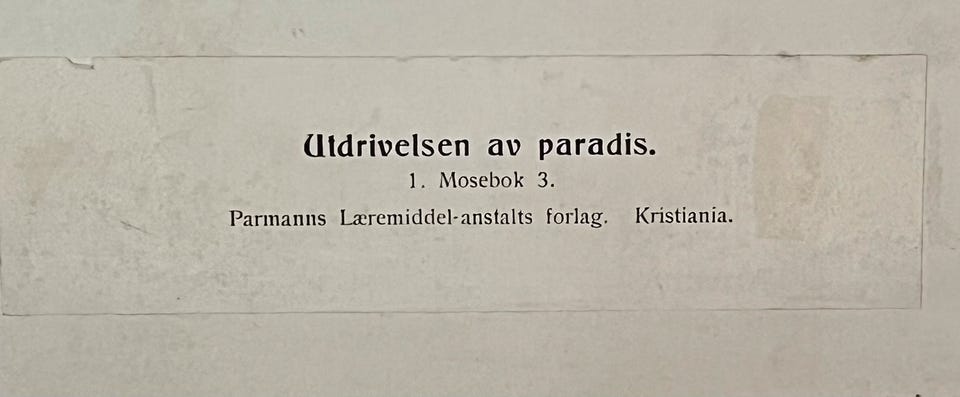 Utdrivelsen av paradis.
1. Mosebok 3.
Parmanns Læremiddel-anstalts forlag. Kristiania.